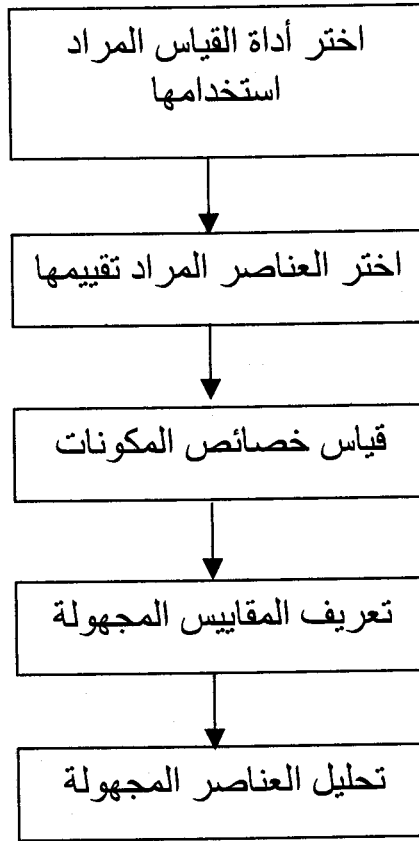 اختر أداة القياس المراد
استخدامها
اختر العناصر المراد تقييمها
قياس خصائص المكونات
تعريف المقاييس المجهولة
تحليل العناصر المجهولة